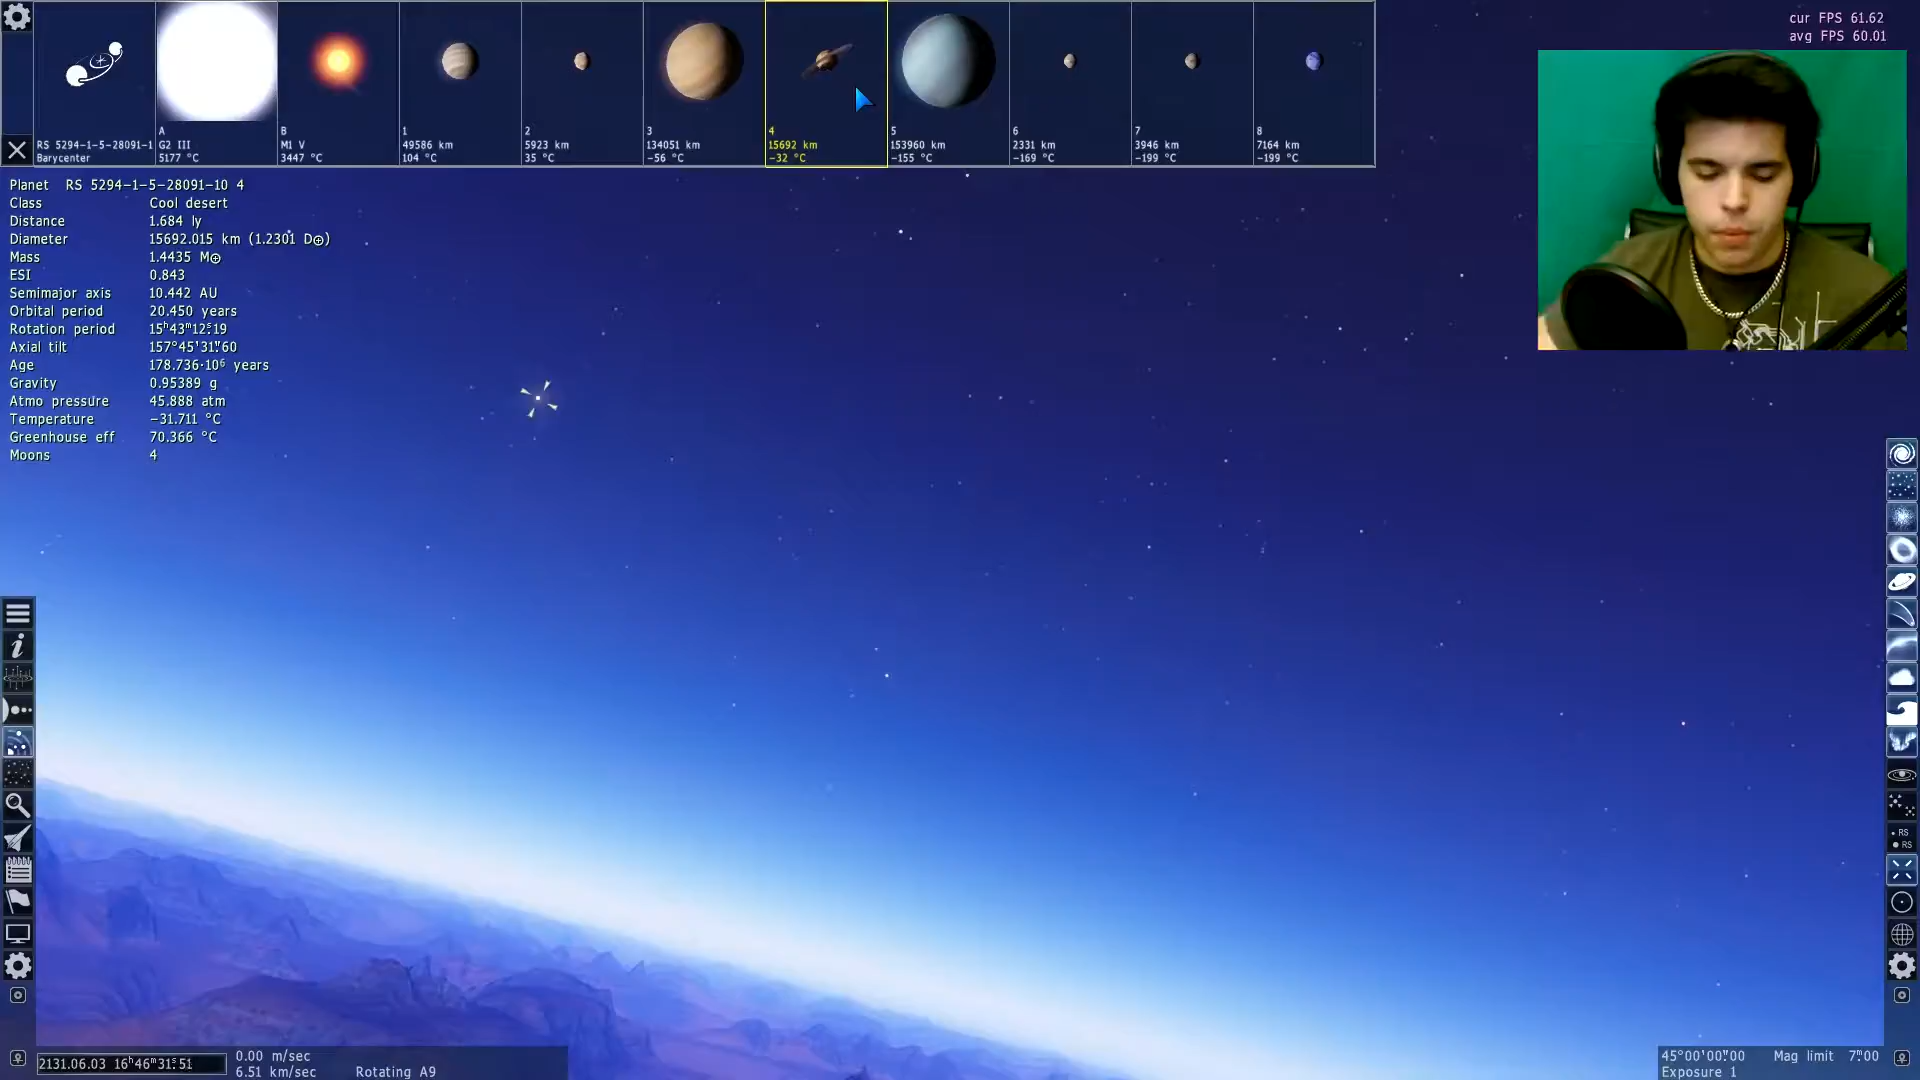 cur FPS 61.62
avg FPS 60.01
RS 5294-1-5-28091-1
Barycenter
A
G2 III
5177 °C
B
M1 V
3447 °C
1
49586 km
104 °C
2
5923 km
35 °C
3
134051 km
-56 °C
4
15692 km
-32 °C
5
153960 km
-155 °C
6
2331 km
-169 °C
7
3946 km
-199 °C
8
7164 km
-199 °C
Planet RS 5294-1-5-28091-10 4
Class Cool desert
Distance 1.684 ly
Diameter 15692.015 km (1.2301 D⊕)
Mass 1.4435 M⊕
ESI 0.843
Semimajor axis 10.442 AU
Orbital period 20.450 years
Rotation period 15ʰ43ᵐ12ˢ.19
Axial tilt 157°45'31".60
Age 178.736·10⁶ years
Gravity 0.95389 g
Atmo pressure 45.888 atm
Temperature -31.711 °C
Greenhouse eff 70.366 °C
Moons 4
RS
RS
2131.06.03 16ʰ46ᵐ31ˢ.51
0.00 m/sec
6.51 km/sec Rotating A9
45°00'00".00 Mag limit 7ᵐ.00
Exposure 1